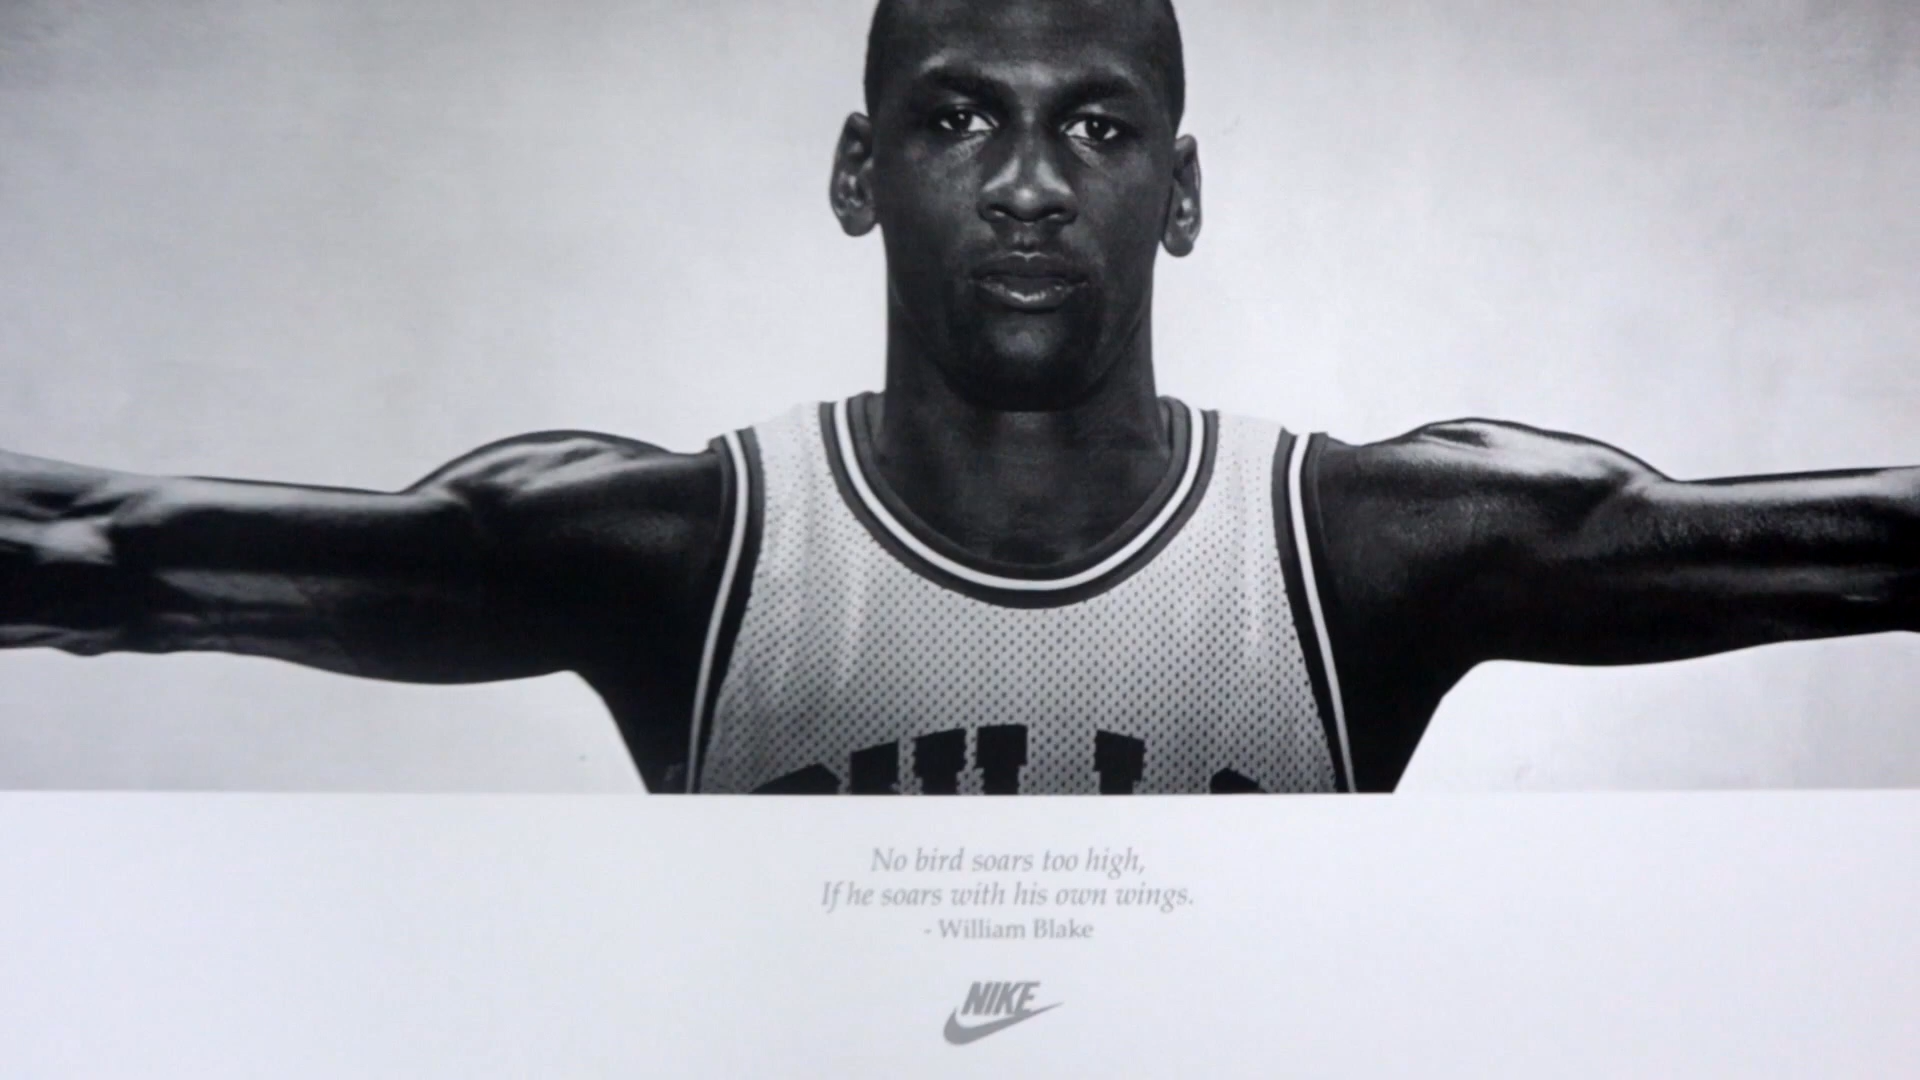 No bird soars too high,
If he soars with his own wings.
- William Blake
NIKE